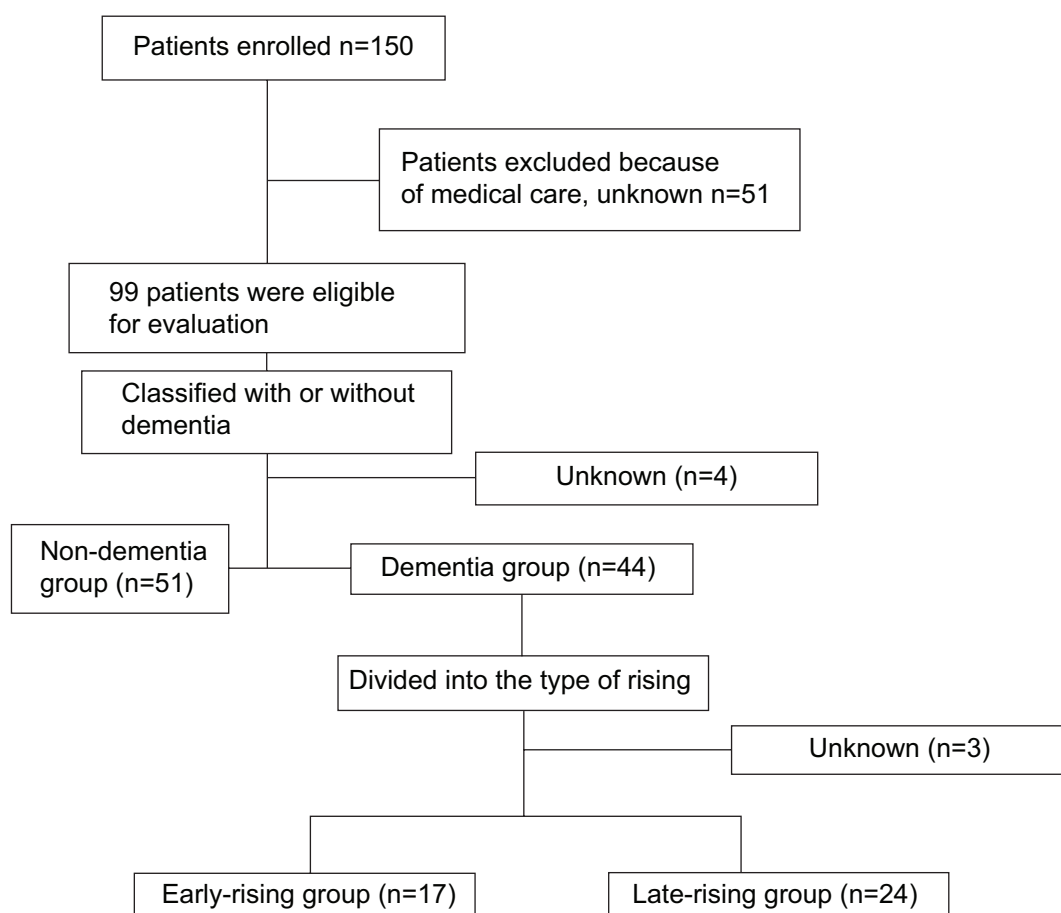 Patients enrolled n=150
Patients excluded because
of medical care, unknown n=51
99 patients were eligible
for evaluation
Classified with or without
dementia
Unknown (n=4)
Non-dementia
group (n=51)
Dementia group (n=44)
Divided into the type of rising
Unknown (n=3)
Early-rising group (n=17)
Late-rising group (n=24)